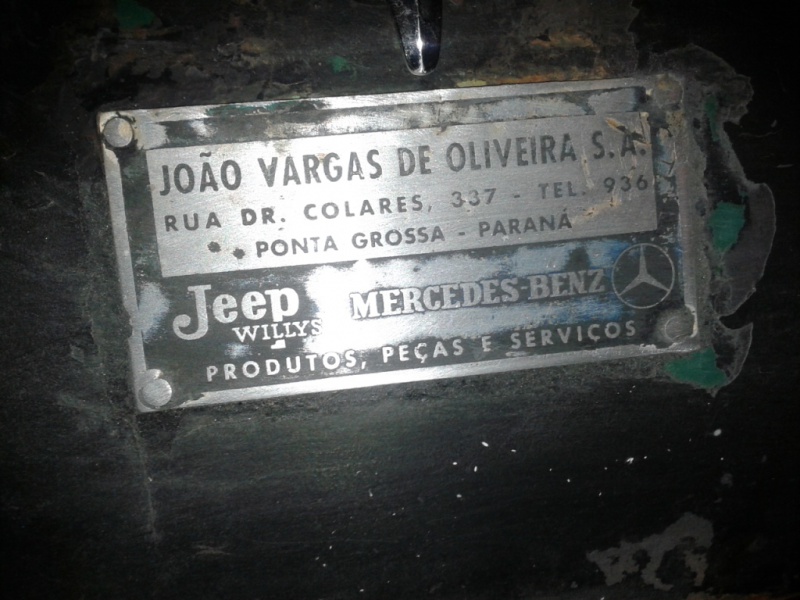 JOÃO VARGAS DE OLIVEIRA S.A.
RUA DR. COLARES, 337 - TEL. 936
PONTA GROSSA - PARANÁ
Jeep MERCEDES-BENZ
WILLYS
PRODUTOS, PEÇAS E SERVIÇOS